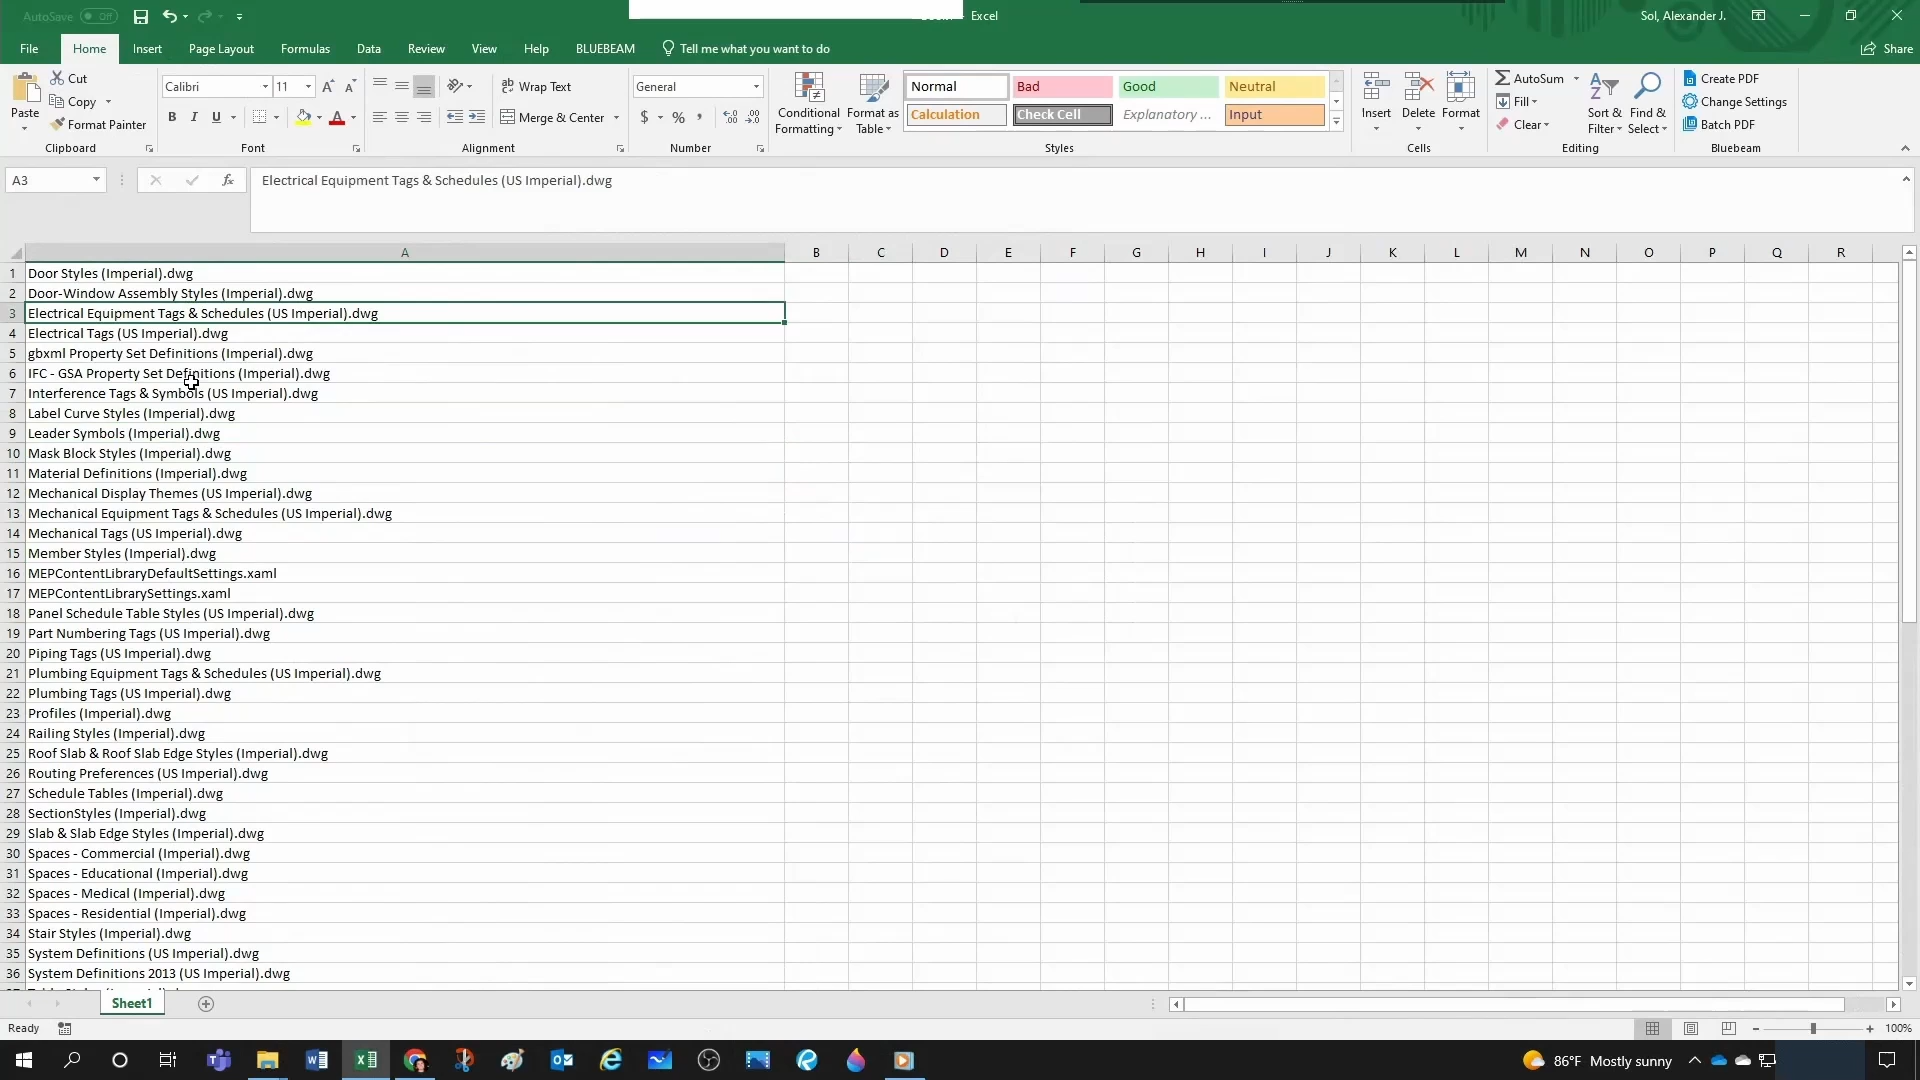 AutoSave Off
Excel
Sol, Alexander J.
File Home Insert Page Layout Formulas Data Review View Help BLUEBEAM Tell me what you want to do Share
Paste
Cut
Copy
Format Painter
Clipboard
Calibri 11
B I U
Font
Wrap Text
Merge & Center
Alignment
General
$ % ,
Number
Conditional Formatting
Format as Table
Normal Bad Good Neutral
Calculation Check Cell Explanatory ... Input
Styles
Insert Delete Format
Cells
AutoSum
Fill
Clear
Sort & Filter
Find & Select
Editing
Create PDF
Change Settings
Batch PDF
Bluebeam
A3 fx Electrical Equipment Tags & Schedules (US Imperial).dwg
A B C D E F G H I J K L M N O P Q R
1 Door Styles (Imperial).dwg
2 Door-Window Assembly Styles (Imperial).dwg
3 Electrical Equipment Tags & Schedules (US Imperial).dwg
4 Electrical Tags (US Imperial).dwg
5 gbxml Property Set Definitions (Imperial).dwg
6 IFC - GSA Property Set Definitions (Imperial).dwg
7 Interference Tags & Symbols (US Imperial).dwg
8 Label Curve Styles (Imperial).dwg
9 Leader Symbols (Imperial).dwg
10 Mask Block Styles (Imperial).dwg
11 Material Definitions (Imperial).dwg
12 Mechanical Display Themes (US Imperial).dwg
13 Mechanical Equipment Tags & Schedules (US Imperial).dwg
14 Mechanical Tags (US Imperial).dwg
15 Member Styles (Imperial).dwg
16 MEPContentLibraryDefaultSettings.xaml
17 MEPContentLibrarySettings.xaml
18 Panel Schedule Table Styles (US Imperial).dwg
19 Part Numbering Tags (US Imperial).dwg
20 Piping Tags (US Imperial).dwg
21 Plumbing Equipment Tags & Schedules (US Imperial).dwg
22 Plumbing Tags (US Imperial).dwg
23 Profiles (Imperial).dwg
24 Railing Styles (Imperial).dwg
25 Roof Slab & Roof Slab Edge Styles (Imperial).dwg
26 Routing Preferences (US Imperial).dwg
27 Schedule Tables (Imperial).dwg
28 SectionStyles (Imperial).dwg
29 Slab & Slab Edge Styles (Imperial).dwg
30 Spaces - Commercial (Imperial).dwg
31 Spaces - Educational (Imperial).dwg
32 Spaces - Medical (Imperial).dwg
33 Spaces - Residential (Imperial).dwg
34 Stair Styles (Imperial).dwg
35 System Definitions (US Imperial).dwg
36 System Definitions 2013 (US Imperial).dwg
Sheet1
Ready
100%
86°F Mostly sunny